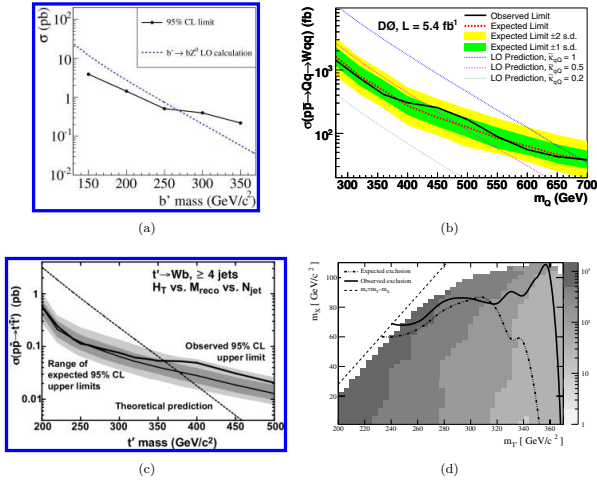 σ (pb)
10²
10
1
10⁻¹
10⁻²
95% CL limit
b' → bZ⁰ LO calculation
150 200 250 300 350
b' mass (GeV/c²)
(a)
σ(pp̄→Qq→Wqq) (fb)
10³
10²
DØ, L = 5.4 fb¹
Observed Limit
Expected Limit
Expected Limit ±2 s.d.
Expected Limit ±1 s.d.
LO Prediction, κ̃qQ = 1
LO Prediction, κ̃qQ = 0.5
LO Prediction, κ̃qQ = 0.2
300 350 400 450 500 550 600 650 700
mQ (GeV)
(b)
σ(pp̄→t't̄') (pb)
1
0.1
0.01
t'→Wb, ≥ 4 jets
HT vs. Mreco vs. Njet
Observed 95% CL
upper limit
Range of
expected 95% CL
upper limits
Theoretical prediction
200 250 300 350 400 450 500
t' mass (GeV/c²)
(c)
mX [ GeV/c² ]
100
80
60
40
20
Expected exclusion
Observed exclusion
200 220 240 260 280 300 320 340 360
mT' [ GeV/c² ]
10²
10
1
(d)